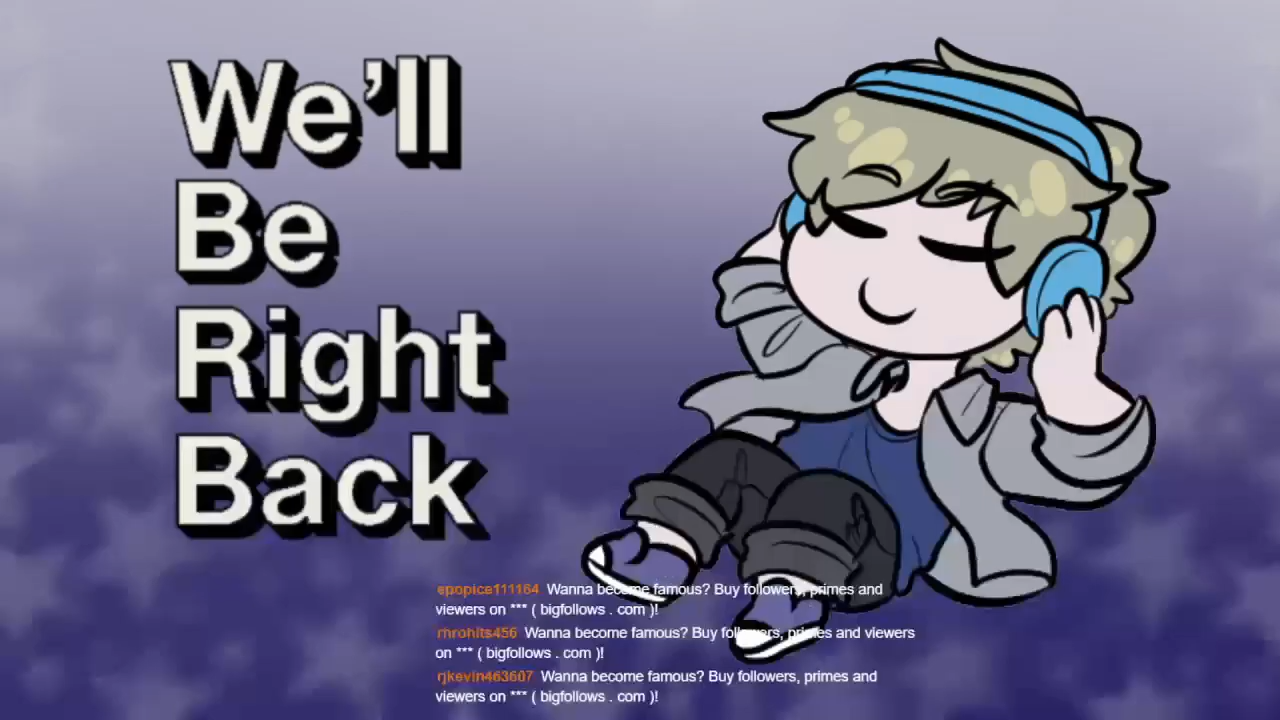 We'll
Be
Right
Back
epopice111164 Wanna become famous? Buy followers, primes and
viewers on *** ( bigfollows . com )!
rhrohits456 Wanna become famous? Buy followers, primes and viewers
on *** ( bigfollows . com )!
rjkevin463607 Wanna become famous? Buy followers, primes and
viewers on *** ( bigfollows . com )!